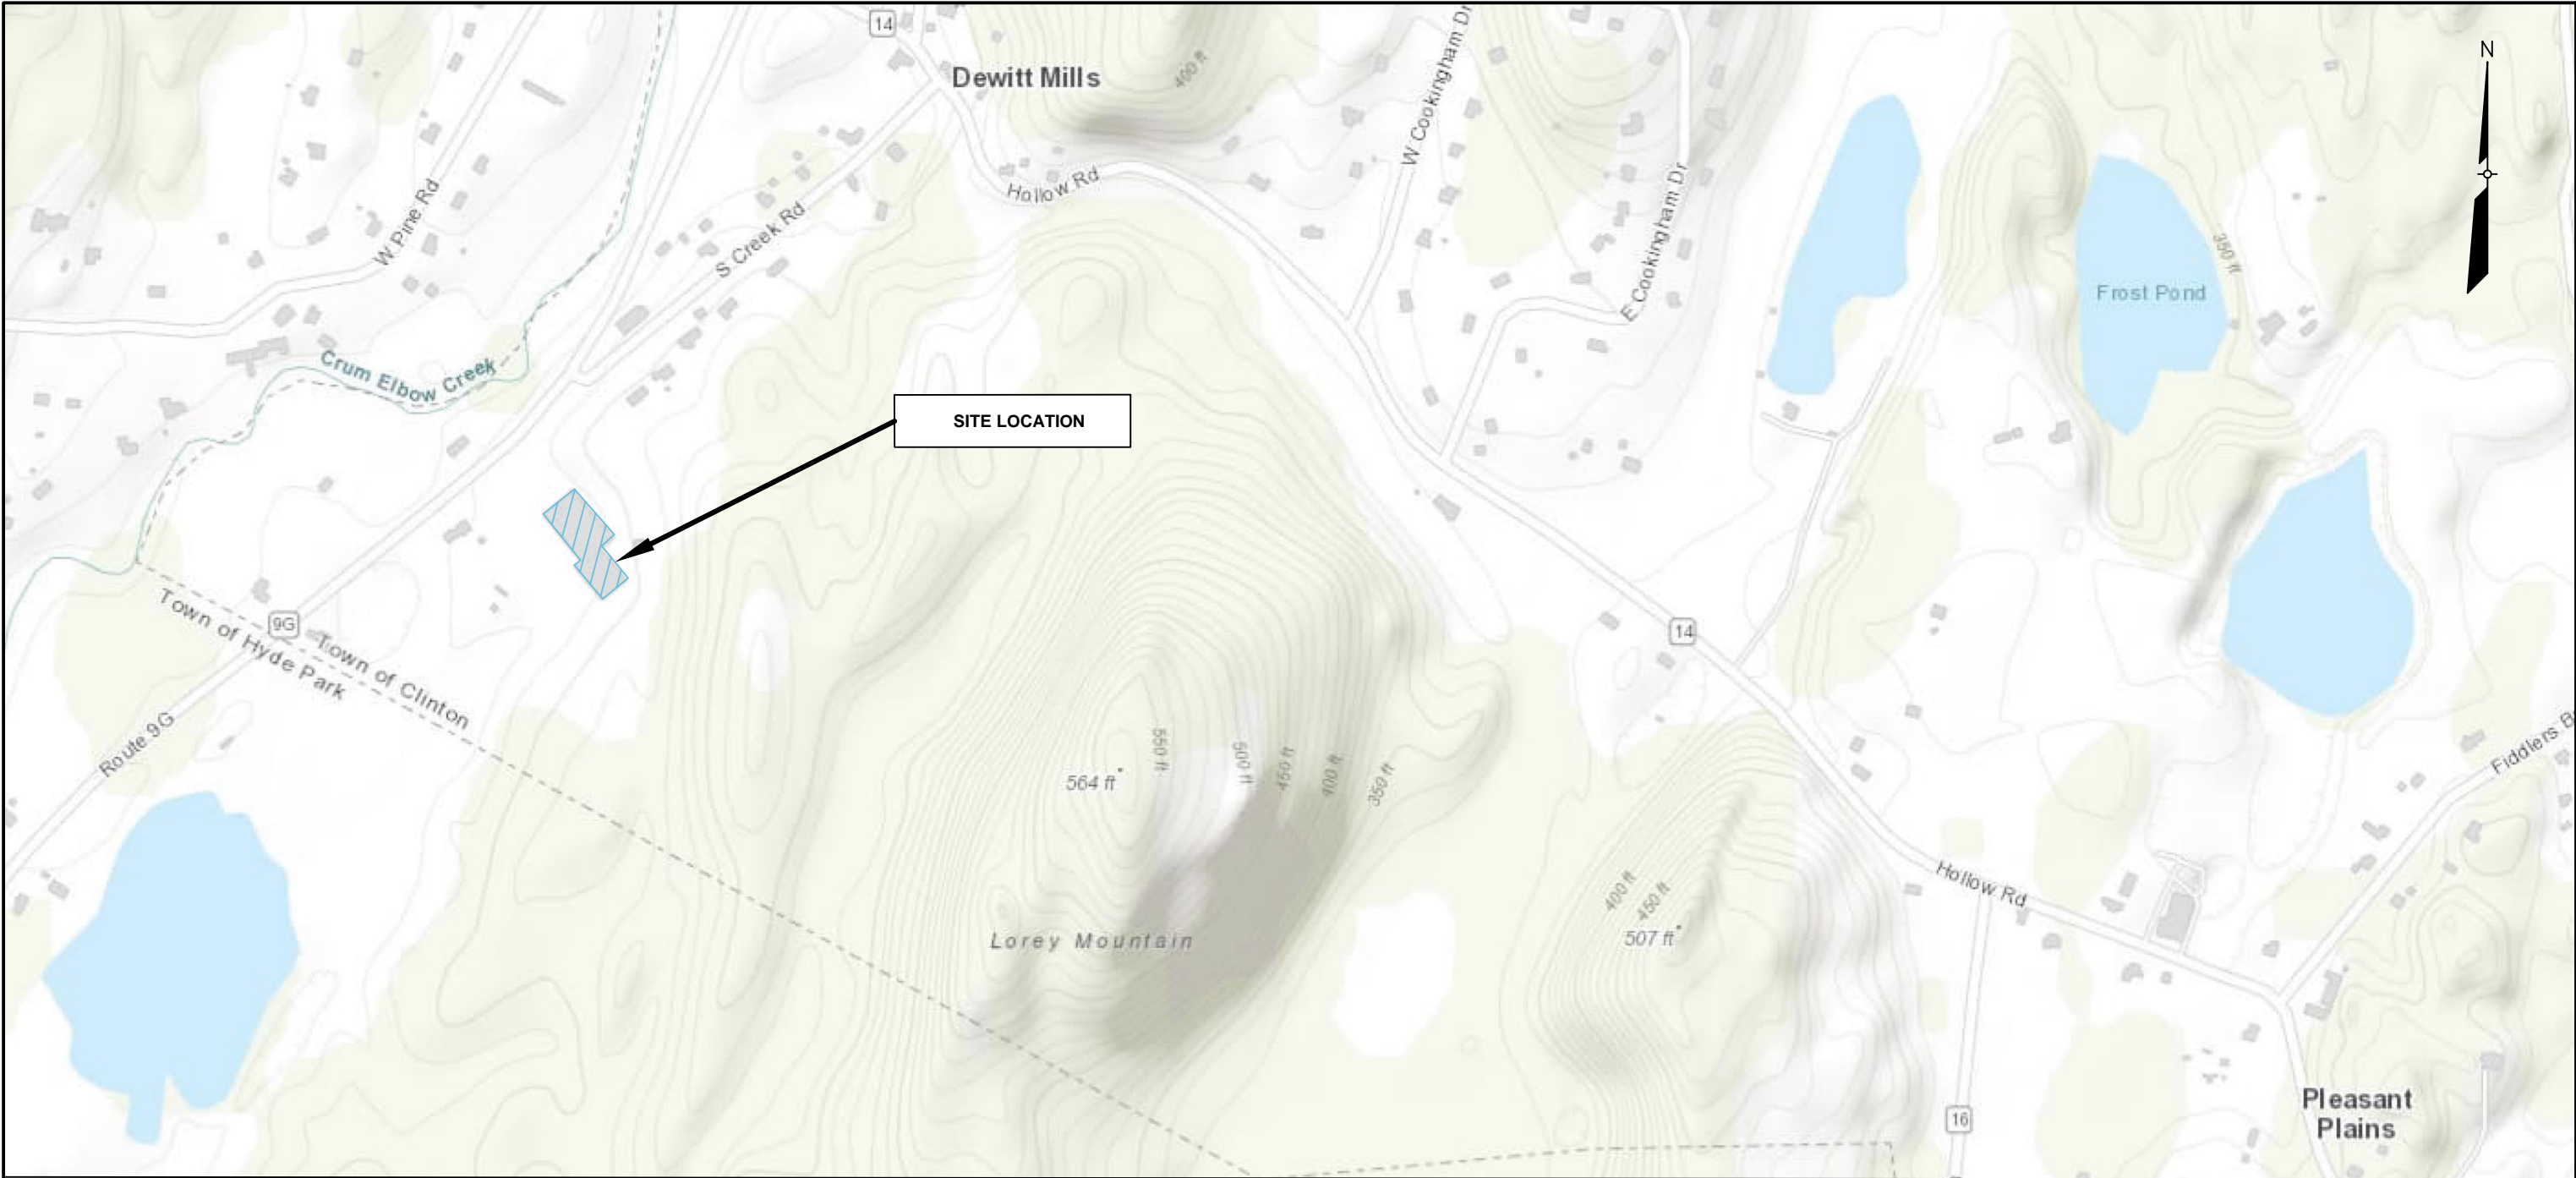 14
N
Dewitt Mills
400 ft
W Cookingham Dr
Hollow Rd
W Pine Rd
S Creek Rd
E Cookingham Dr
350 ft
Frost Pond
Crum Elbow Creek
SITE LOCATION
9G
Town of Hyde Park
Town of Clinton
14
Route 9G
550 ft
500 ft
450 ft
400 ft
350 ft
564 ft
Fiddlers B
Hollow Rd
400 ft
450 ft
507 ft
Lorey Mountain
Pleasant
Plains
16